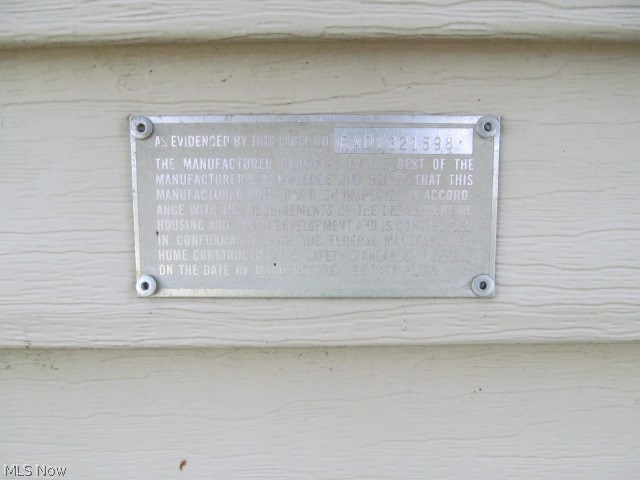 AS EVIDENCED BY THIS LABEL NO.
THE MANUFACTURER CERTIFIES TO THE BEST OF THE
MANUFACTURER'S KNOWLEDGE AND BELIEF THAT THIS
MANUFACTURED HOME HAS BEEN INSPECTED IN ACCORD-
ANCE WITH THE REQUIREMENTS OF THE DEPARTMENT OF
HOUSING AND URBAN DEVELOPMENT AND IS CONSTRUCTED
IN CONFORMANCE WITH THE FEDERAL MANUFACTURED
HOME CONSTRUCTION AND SAFETY STANDARDS IN EFFECT
ON THE DATE OF MANUFACTURE. SEE DATA PLATE.
MLS Now